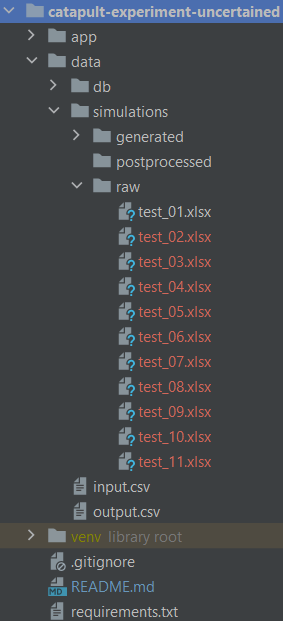 catapult-experiment-uncertained
app
data
db
simulations
generated
postprocessed
raw
test_01.xlsx
test_02.xlsx
test_03.xlsx
test_04.xlsx
test_05.xlsx
test_06.xlsx
test_07.xlsx
test_08.xlsx
test_09.xlsx
test_10.xlsx
test_11.xlsx
input.csv
output.csv
venv library root
.gitignore
MD README.md
requirements.txt